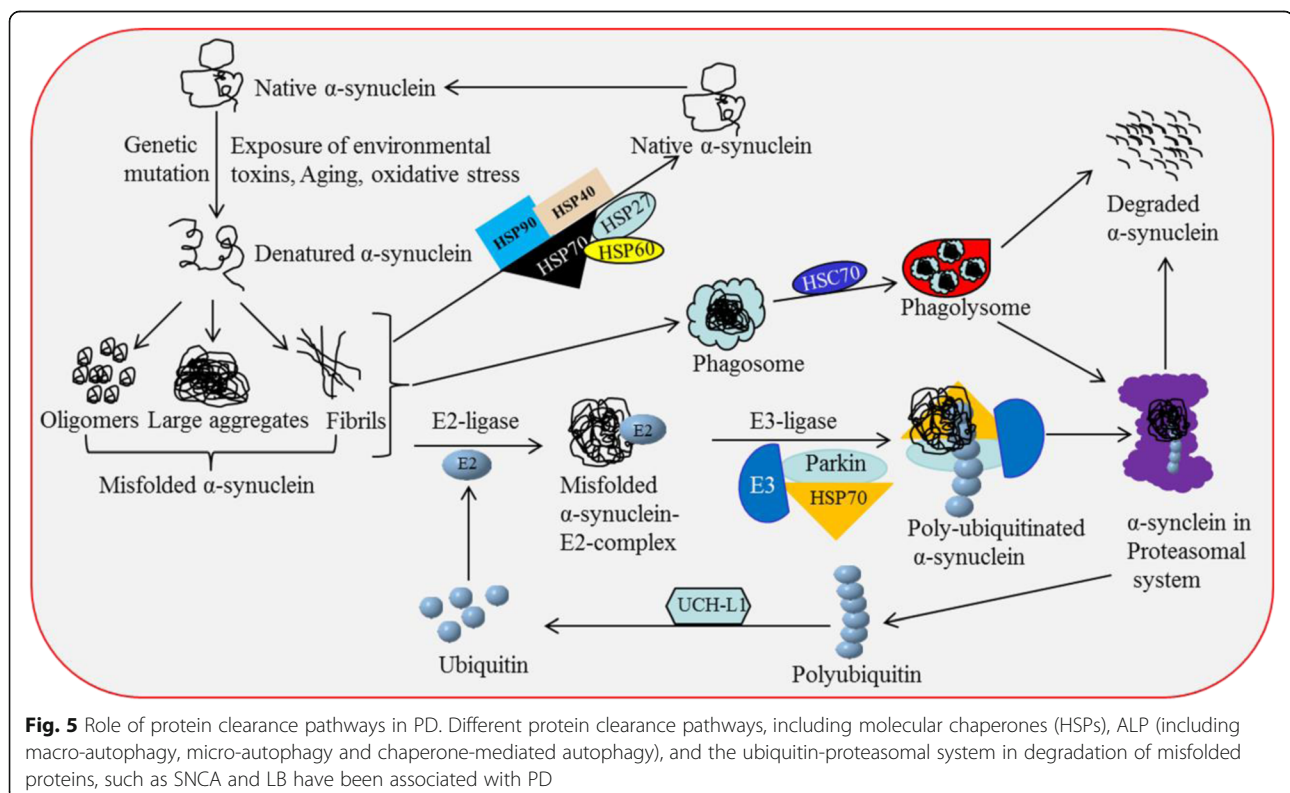 Native α-synuclein
Native α-synuclein
Genetic
mutation
Exposure of environmental
toxins, Aging, oxidative stress
Denatured α-synuclein
HSP90
HSP40
HSP70
HSP27
HSP60
Degraded
α-synuclein
HSC70
Phagosome
Phagolysome
Oligomers
Large aggregates
Fibrils
Misfolded α-synuclein
E2-ligase
E2
E2
Misfolded
α-synuclein-
E2-complex
E3-ligase
E3
Parkin
HSP70
Poly-ubiquitinated
α-synuclein
α-synclein in
Proteasomal
system
Ubiquitin
UCH-L1
Polyubiquitin
Fig. 5 Role of protein clearance pathways in PD. Different protein clearance pathways, including molecular chaperones (HSPs), ALP (including
macro-autophagy, micro-autophagy and chaperone-mediated autophagy), and the ubiquitin-proteasomal system in degradation of misfolded
proteins, such as SNCA and LB have been associated with PD